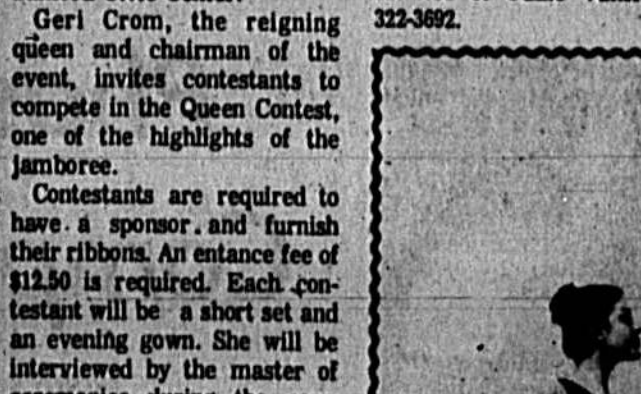 Geri Crom, the reigning
queen and chairman of the
event, invites contestants to
compete in the Queen Contest,
one of the highlights of the
Jamboree.
Contestants are required to
have a sponsor and furnish
their ribbons. An entance fee of
$12.50 is required. Each con-
testant will be a short set and
an evening gown. She will be
interviewed by the master of
322-3692.